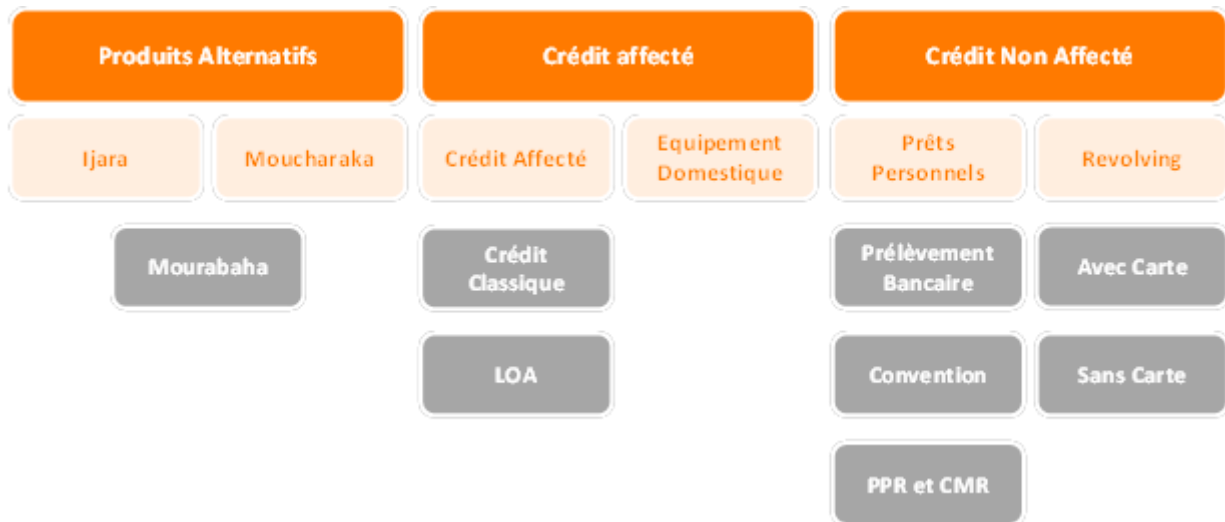 Produits Alternatifs
Crédit affecté
Crédit Non Affecté
Ijara
Moucharaka
Crédit Affecté
Equipement
Domestique
Prêts
Personnels
Revolving
Mourabaha
Crédit
Classique
Prélèvement
Bancaire
Avec Carte
LOA
Convention
Sans Carte
PPR et CMR